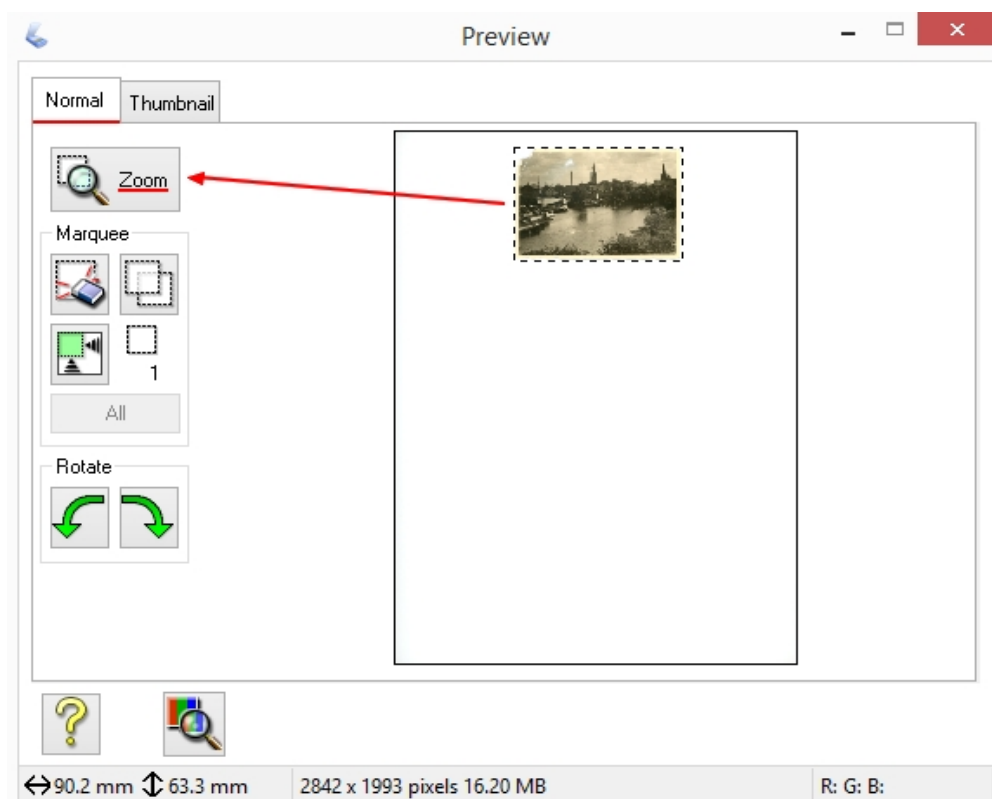 Preview
Normal Thumbnail
Zoom
Marquee
1
All
Rotate
90.2 mm 63.3 mm 2842 x 1993 pixels 16.20 MB R: G: B: